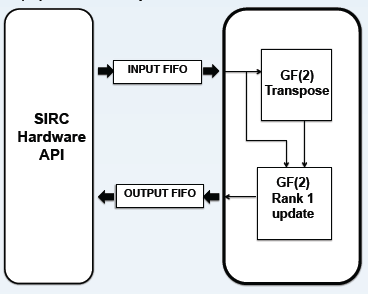 SIRC
Hardware
API
INPUT FIFO
OUTPUT FIFO
GF(2)
Transpose
GF(2)
Rank 1
update